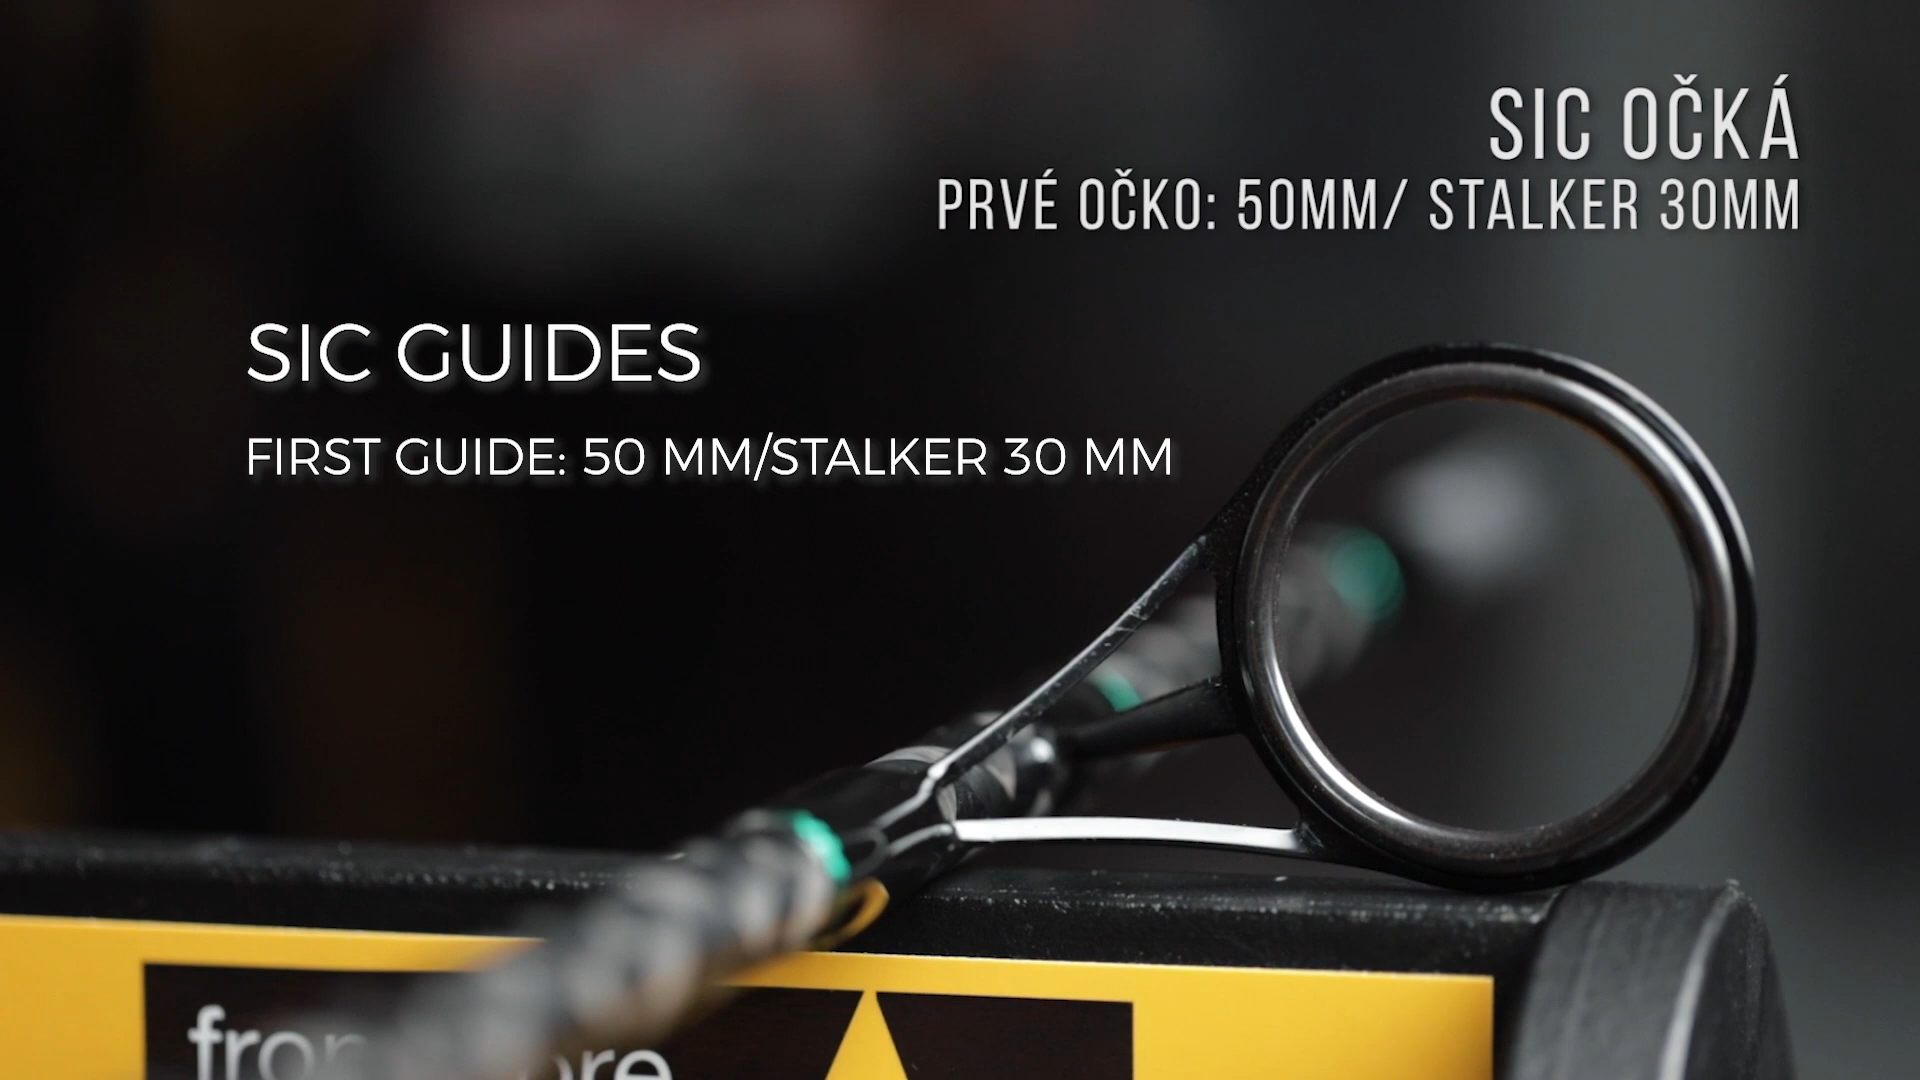 SIC OČKÁ
PRVÉ OČKO: 50MM/ STALKER 30MM
SIC GUIDES
FIRST GUIDE: 50 MM/STALKER 30 MM